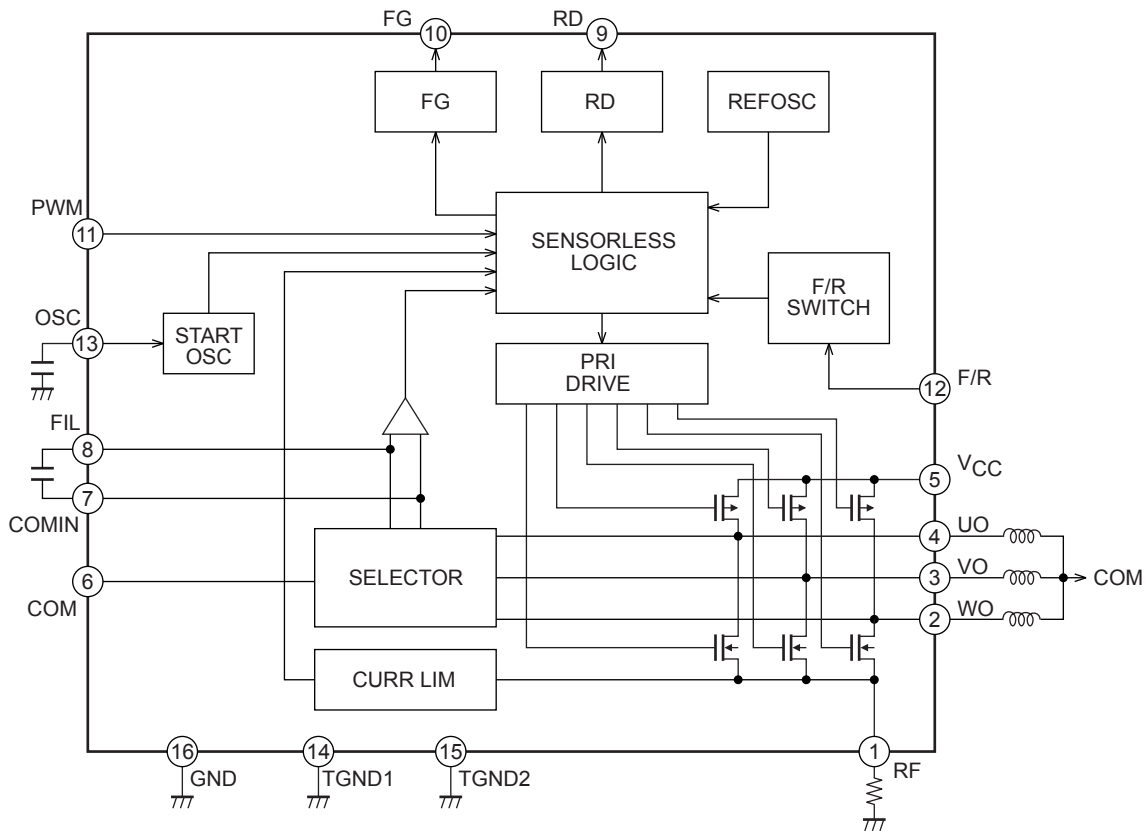 FG
RD
10
9
FG
RD
REFOSC
PWM
11
SENSORLESS
LOGIC
F/R
SWITCH
OSC
13
START
OSC
PRI
DRIVE
12
F/R
FIL
8
7
COMIN
5
VCC
4
UO
SELECTOR
3
VO
COM
6
COM
2
WO
CURR LIM
16
GND
14
TGND1
15
TGND2
1
RF